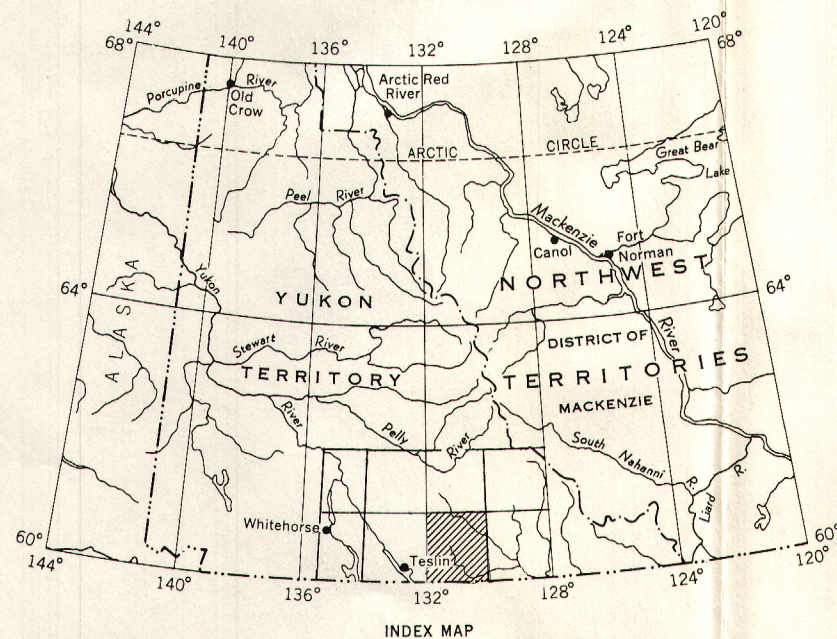 144°
140°
136°
132°
128°
124°
120°
68°
68°
Porcupine River
Old
Crow
Arctic Red
River
ARCTIC CIRCLE
Great Bear
Lake
Peel River
Mackenzie
Canol
Fort
Norman
Yukon
64°
64°
ALASKA
YUKON
NORTHWEST
River
Stewart River
DISTRICT OF
TERRITORY
TERRITORIES
MACKENZIE
River
Pelly
River
South Nahanni
R.
Liard
R.
Whitehorse
Teslin
60°
60°
144°
140°
136°
132°
128°
124°
120°
INDEX MAP